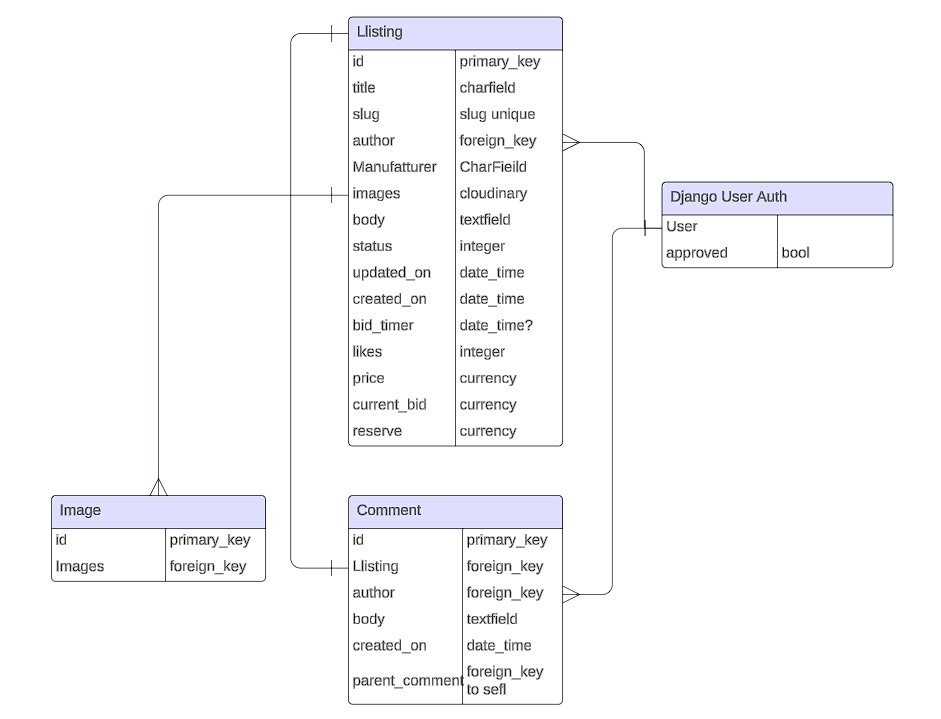 Llisting
id primary_key
title charfield
slug slug unique
author foreign_key
Manufatturer CharFieild
images cloudinary
body textfield
status integer
updated_on date_time
created_on date_time
bid_timer date_time?
likes integer
price currency
current_bid currency
reserve currency
Django User Auth
User
approved bool
Image
id primary_key
Images foreign_key
Comment
id primary_key
Llisting foreign_key
author foreign_key
body textfield
created_on date_time
parent_comment foreign_key
to sefl